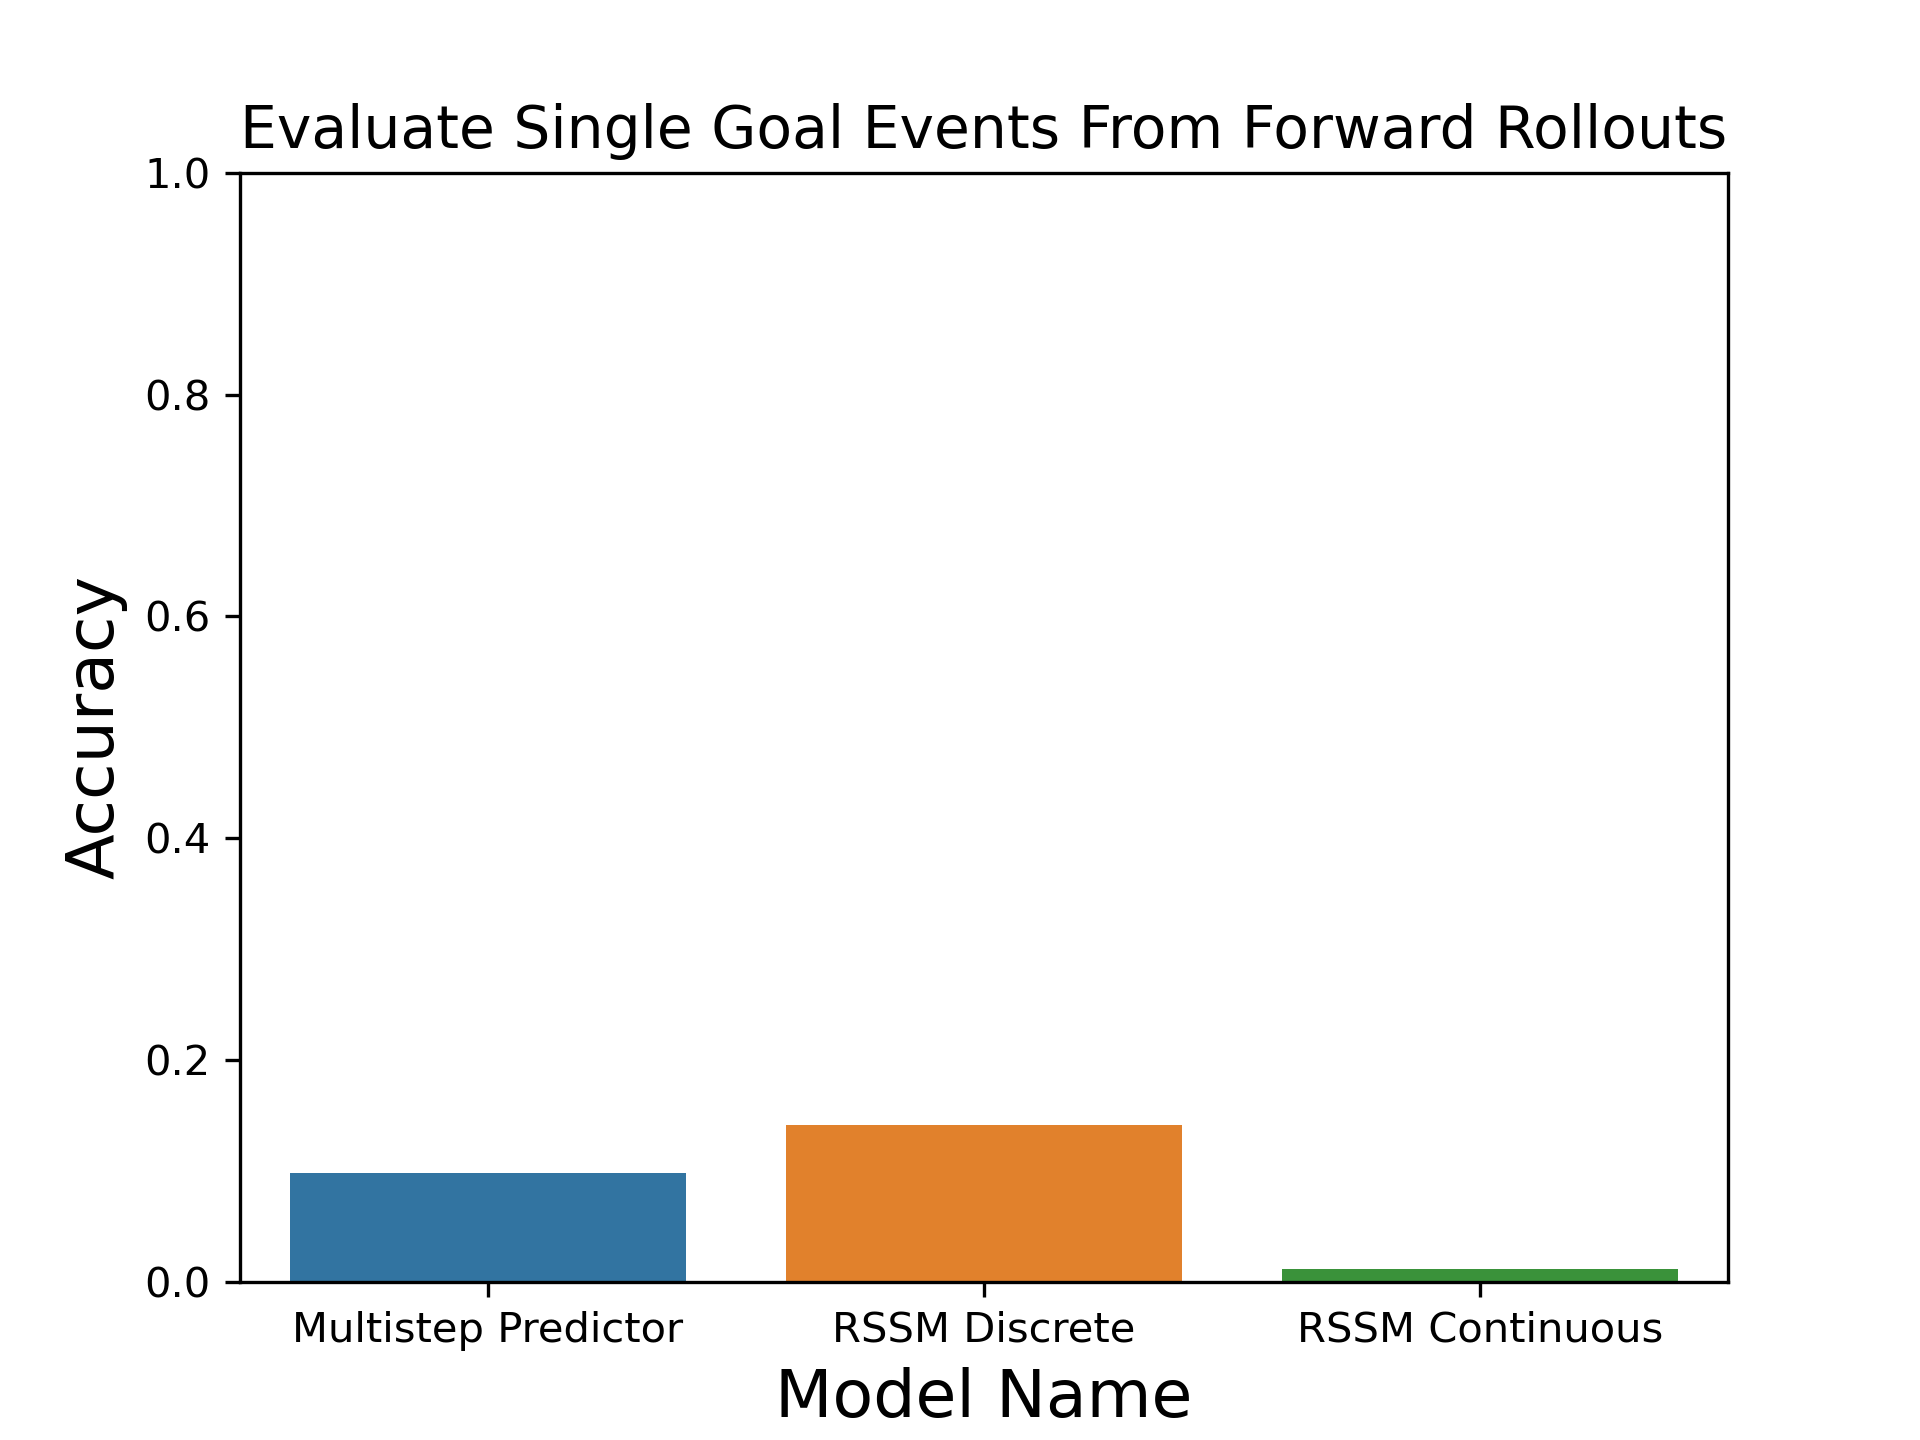 Evaluate Single Goal Events From Forward Rollouts
1.0
0.8
0.6
0.4
0.2
0.0
Accuracy
Multistep Predictor
RSSM Discrete
RSSM Continuous
Model Name